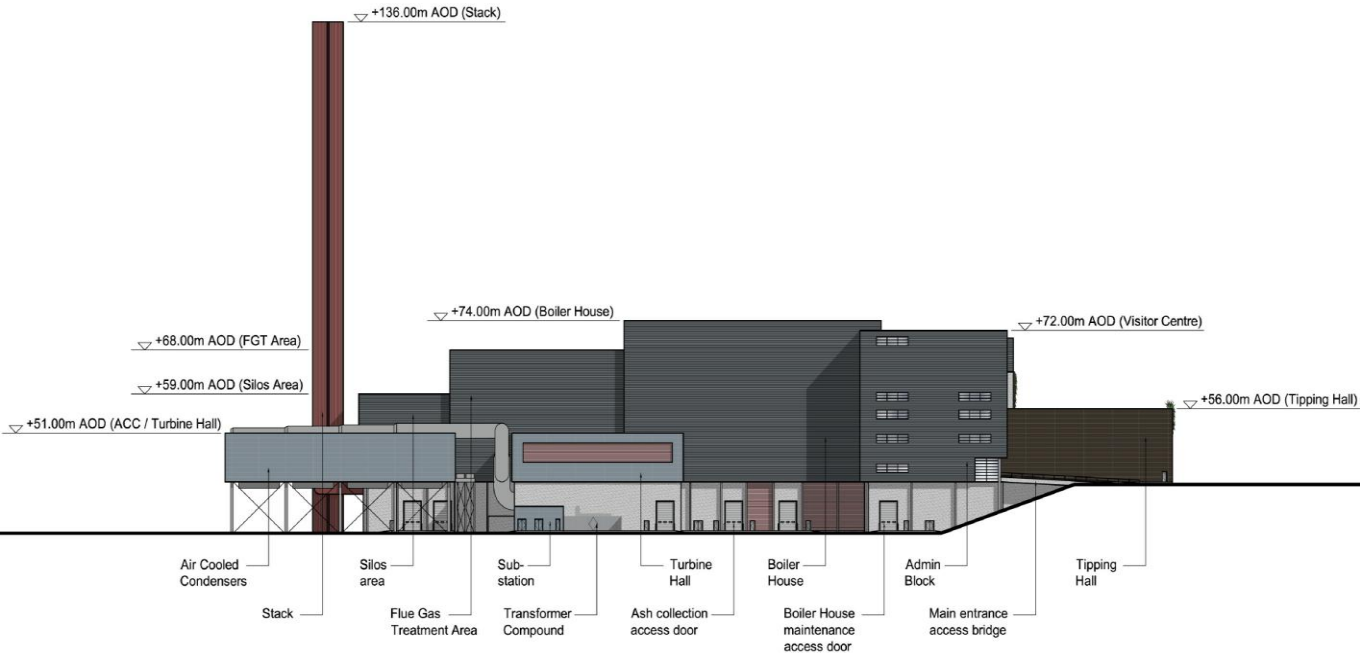 +136.00m AOD (Stack)
+74.00m AOD (Boiler House)
+72.00m AOD (Visitor Centre)
+68.00m AOD (FGT Area)
+59.00m AOD (Silos Area)
+56.00m AOD (Tipping Hall)
+51.00m AOD (ACC / Turbine Hall)
Air Cooled
Condensers
Silos
area
Sub-
station
Turbine
Hall
Boiler
House
Admin
Block
Tipping
Hall
Stack
Flue Gas
Treatment Area
Transformer
Compound
Ash collection
access door
Boiler House
maintenance
access door
Main entrance
access bridge